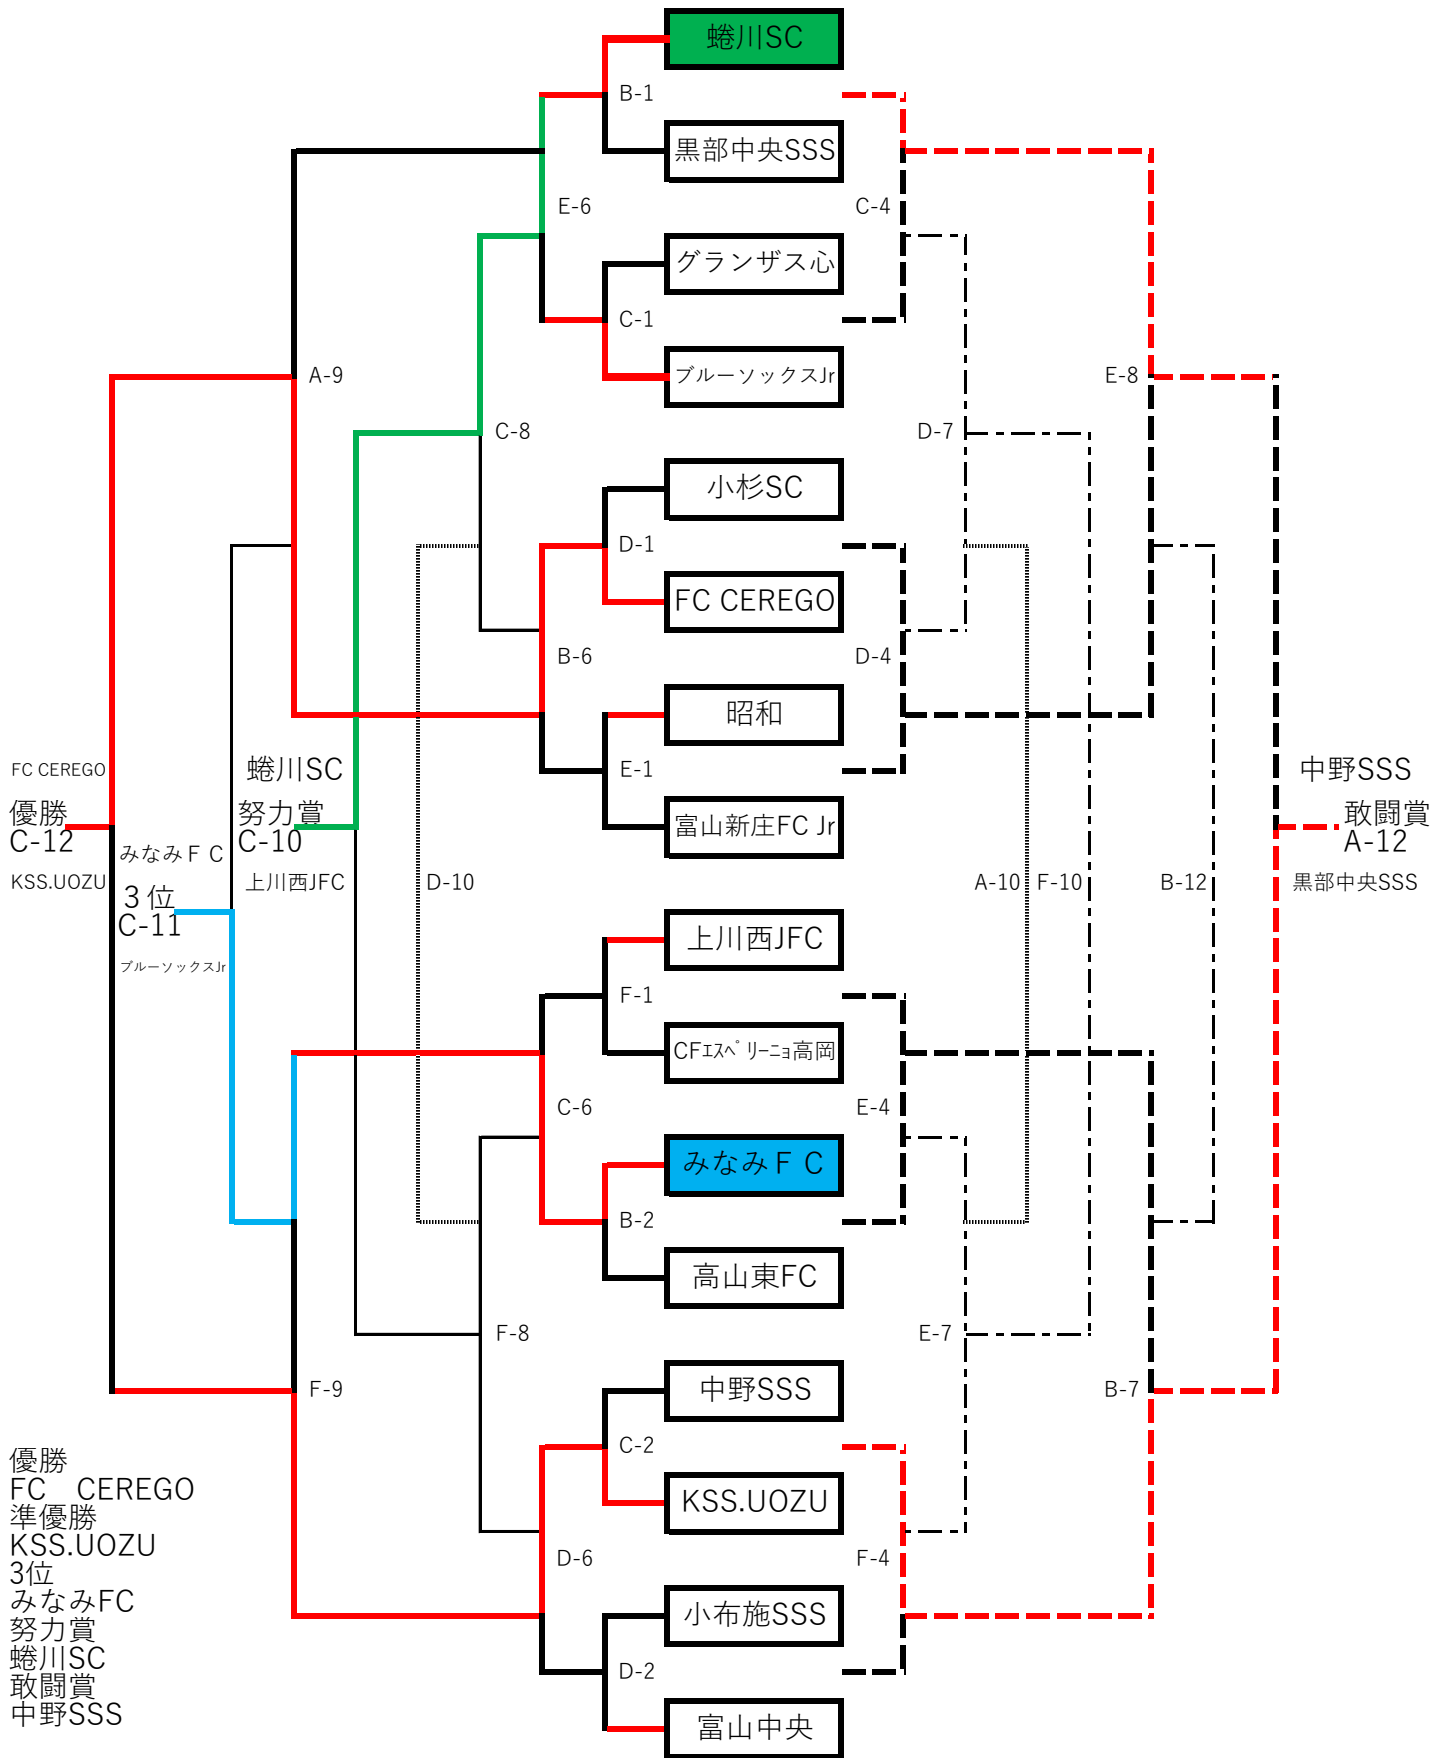 蜷川SC
B-1
黒部中央SSS
E-6
C-4
グランザス心
C-1
ブルーソックスJr
A-9
E-8
C-8
D-7
小杉SC
D-1
FC CEREGO
B-6
D-4
昭和
FC CEREGO
蜷川SC
E-1
中野SSS
優勝
C-12
努力賞
C-10
富山新庄FC Jr
敢闘賞
A-12
みなみＦＣ
KSS.UOZU
上川西JFC
D-10
A-10
F-10
B-12
黒部中央SSS
３位
C-11
上川西JFC
ブルーソックスJr
F-1
CFｴｽﾍﾟﾘｰﾆｮ高岡
C-6
E-4
みなみＦＣ
B-2
高山東FC
F-8
E-7
F-9
中野SSS
B-7
C-2
KSS.UOZU
D-6
F-4
小布施SSS
D-2
富山中央
優勝
FC　CEREGO
準優勝
KSS.UOZU
3位
みなみFC
努力賞
蜷川SC
敢闘賞
中野SSS